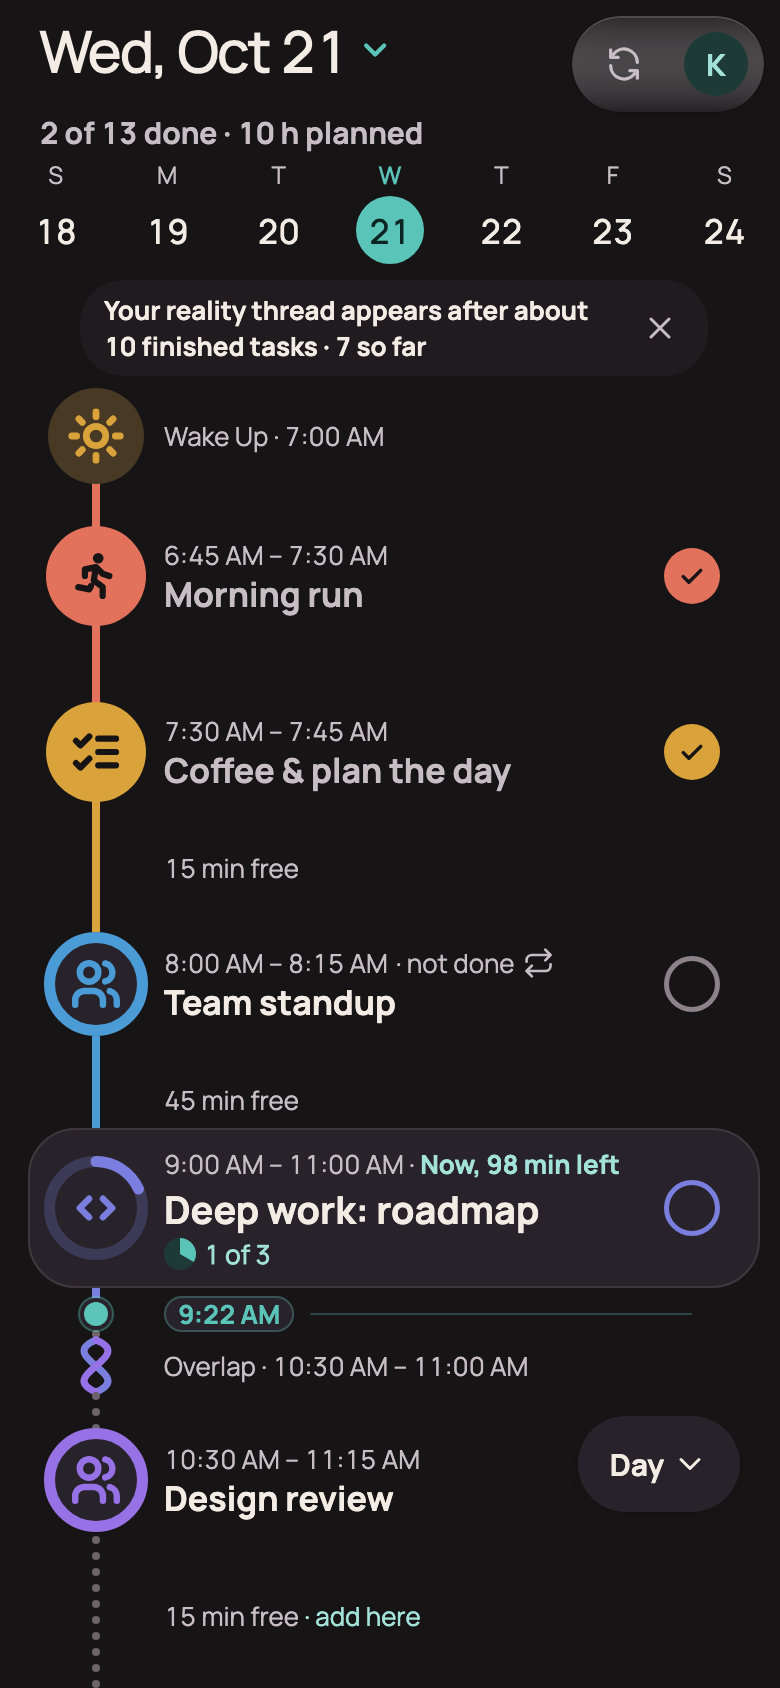 Wed, Oct 21
K
2 of 13 done · 10 h planned
S M T W T F S
18 19 20 21 22 23 24
Your reality thread appears after about
10 finished tasks · 7 so far
Wake Up · 7:00 AM
6:45 AM – 7:30 AM
Morning run
7:30 AM – 7:45 AM
Coffee & plan the day
15 min free
8:00 AM – 8:15 AM · not done
Team standup
45 min free
9:00 AM – 11:00 AM · Now, 98 min left
Deep work: roadmap
1 of 3
9:22 AM
Overlap · 10:30 AM – 11:00 AM
10:30 AM – 11:15 AM
Design review
Day
15 min free · add here